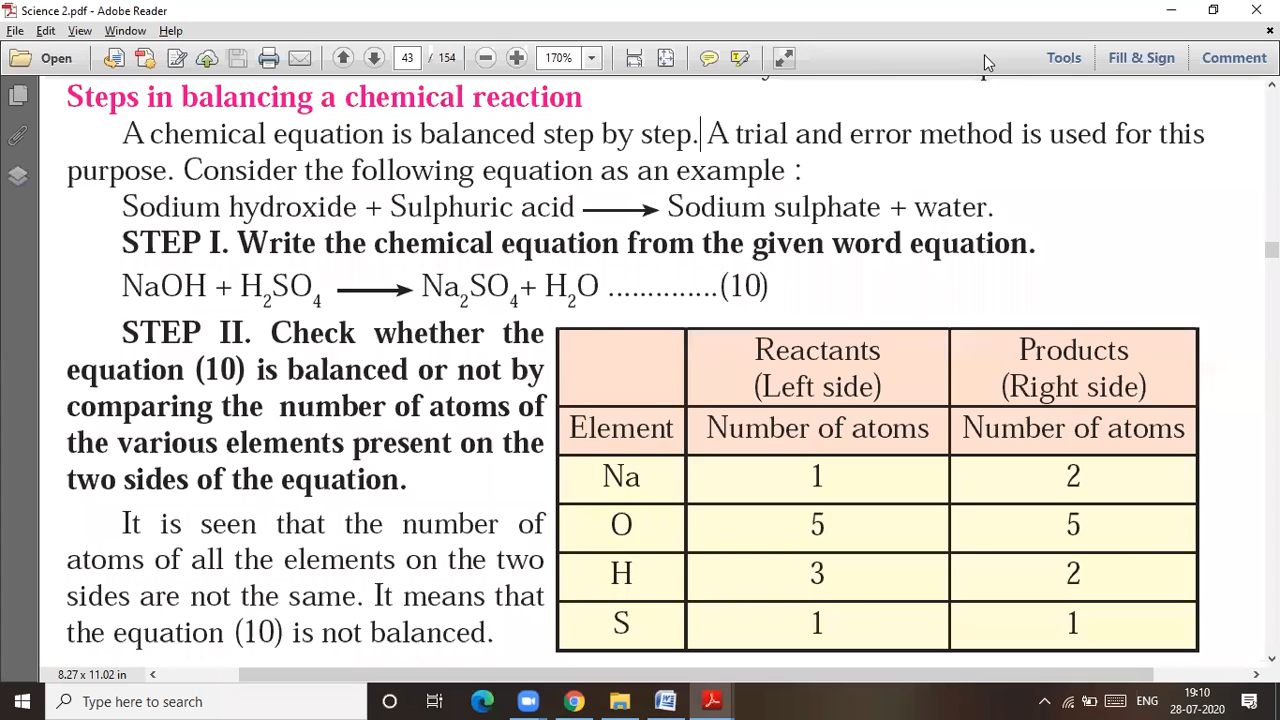 Science 2.pdf - Adobe Reader
File Edit View Window Help
Open 43 / 154 170% Tools Fill & Sign Comment
Steps in balancing a chemical reaction
A chemical equation is balanced step by step. A trial and error method is used for this
purpose. Consider the following equation as an example :
Sodium hydroxide + Sulphuric acid ⟶ Sodium sulphate + water.
STEP I. Write the chemical equation from the given word equation.
NaOH + H₂SO₄ ⟶ Na₂SO₄+ H₂O ..............(10)
STEP II. Check whether the
equation (10) is balanced or not by
comparing the number of atoms of
the various elements present on the
two sides of the equation.
It is seen that the number of
atoms of all the elements on the two
sides are not the same. It means that
the equation (10) is not balanced.
Reactants Products
(Left side) (Right side)
Element Number of atoms Number of atoms
Na 1 2
O 5 5
H 3 2
S 1 1
8.27 x 11.02 in
Type here to search
ENG
19:10
28-07-2020